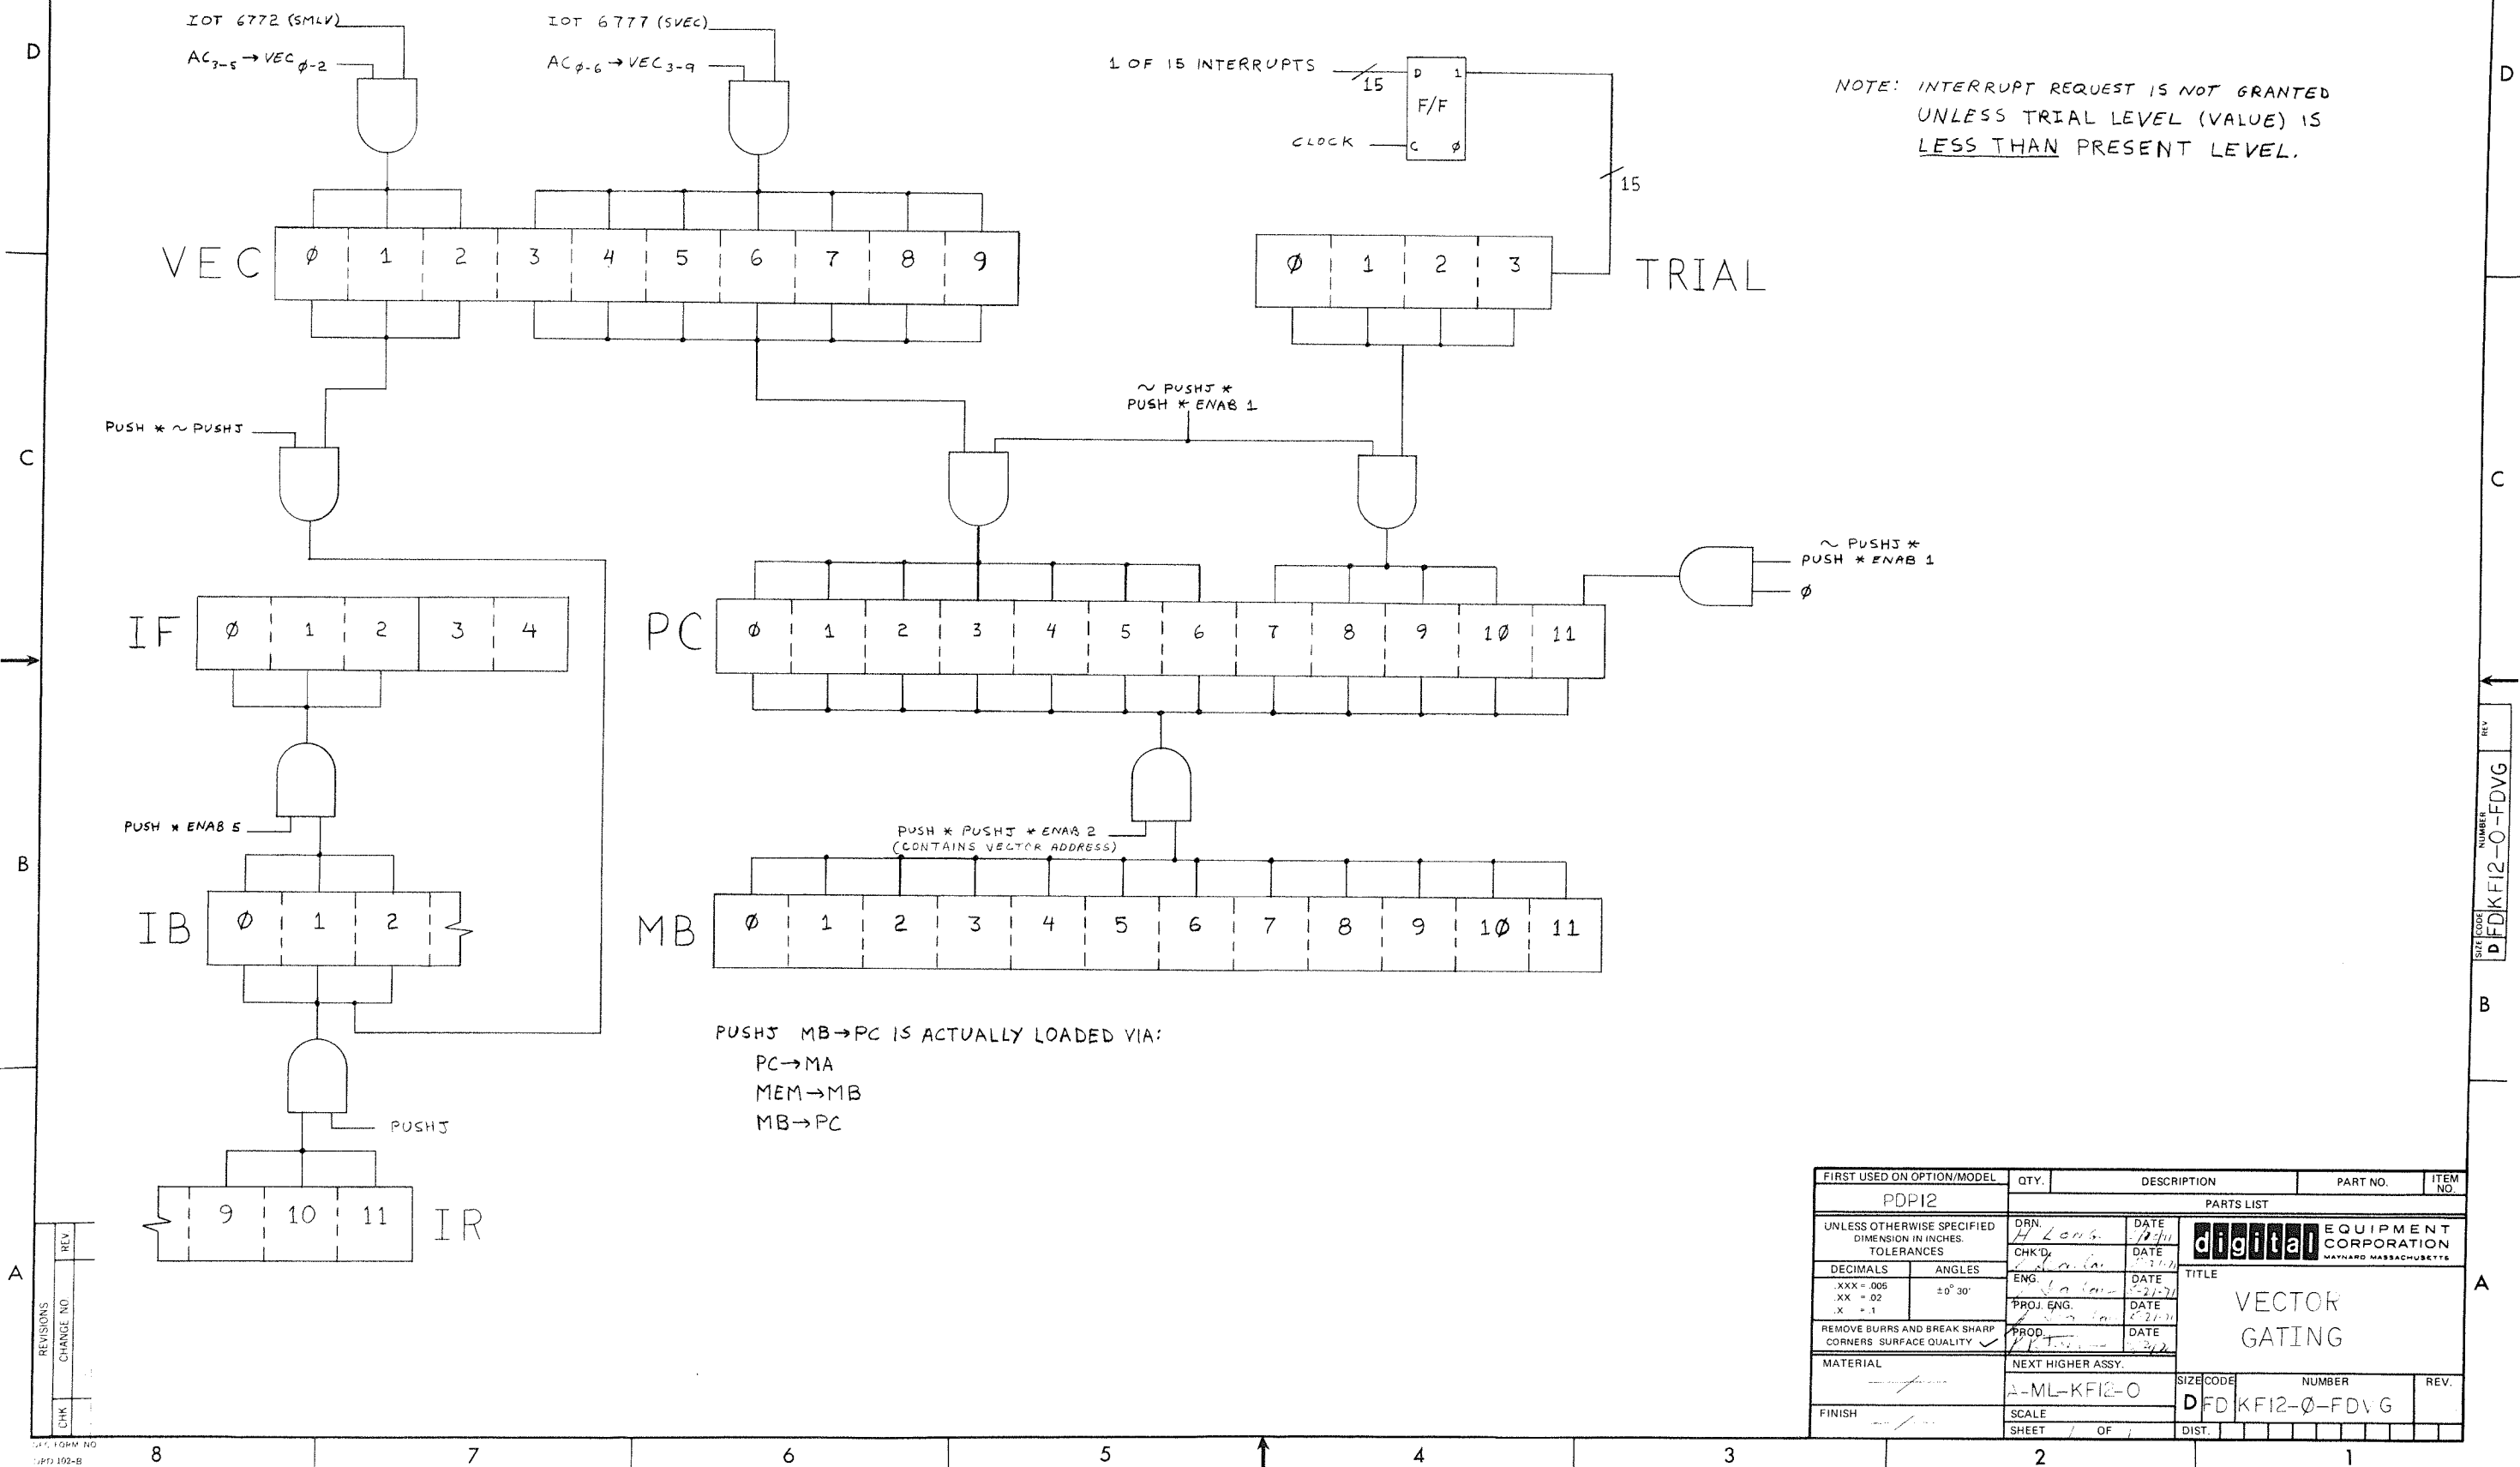 D
IOT 6772 (SMLV)
AC3-5→VECØ-2
IOT 6777 (SVEC)
ACØ-6→VEC3-9
1 OF 15 INTERRUPTS
15
D 1
F/F
CLOCK
C Ø
15
NOTE: INTERRUPT REQUEST IS NOT GRANTED
UNLESS TRIAL LEVEL (VALUE) IS
LESS THAN PRESENT LEVEL.
D
VEC
Ø 1 2 3 4 5 6 7 8 9
Ø 1 2 3
TRIAL
~ PUSHJ *
PUSH * ENAB 1
PUSH * ~ PUSHJ
C
C
~ PUSHJ *
PUSH * ENAB 1
Ø
IF
Ø 1 2 3 4
PC
Ø 1 2 3 4 5 6 7 8 9 1Ø 11
PUSH * ENAB 5
PUSH * PUSHJ * ENAB 2
(CONTAINS VECTOR ADDRESS)
B
IB
Ø 1 2
MB
Ø 1 2 3 4 5 6 7 8 9 1Ø 11
REV
NUMBER
SIZE CODE
D FD KF12-O-FDVG
B
PUSHJ MB→PC IS ACTUALLY LOADED VIA:
PC→MA
MEM→MB
MB→PC
PUSHJ
9 10 11
IR
A
REVISIONS
REV
CHANGE NO.
CHK
FIRST USED ON OPTION/MODEL
PDP12
QTY. DESCRIPTION PART NO. ITEM NO.
PARTS LIST
UNLESS OTHERWISE SPECIFIED
DIMENSION IN INCHES.
TOLERANCES
DECIMALS ANGLES
.XXX = .005
.XX = .02
.X = .1
±0° 30'
REMOVE BURRS AND BREAK SHARP
CORNERS SURFACE QUALITY
MATERIAL
FINISH
DRN. DATE
H Long
CHK'D. DATE
ENG. DATE
PROJ. ENG. DATE
PROD. DATE
NEXT HIGHER ASSY.
A-ML-KF12-O
SCALE
SHEET OF
digital EQUIPMENT
CORPORATION
MAYNARD MASSACHUSETTS
TITLE
VECTOR
GATING
SIZE CODE NUMBER REV.
D FD KF12-Ø-FDVG
DIST.
A
DEC FORM NO
DRD 102-B
8 7 6 5 4 3 2 1